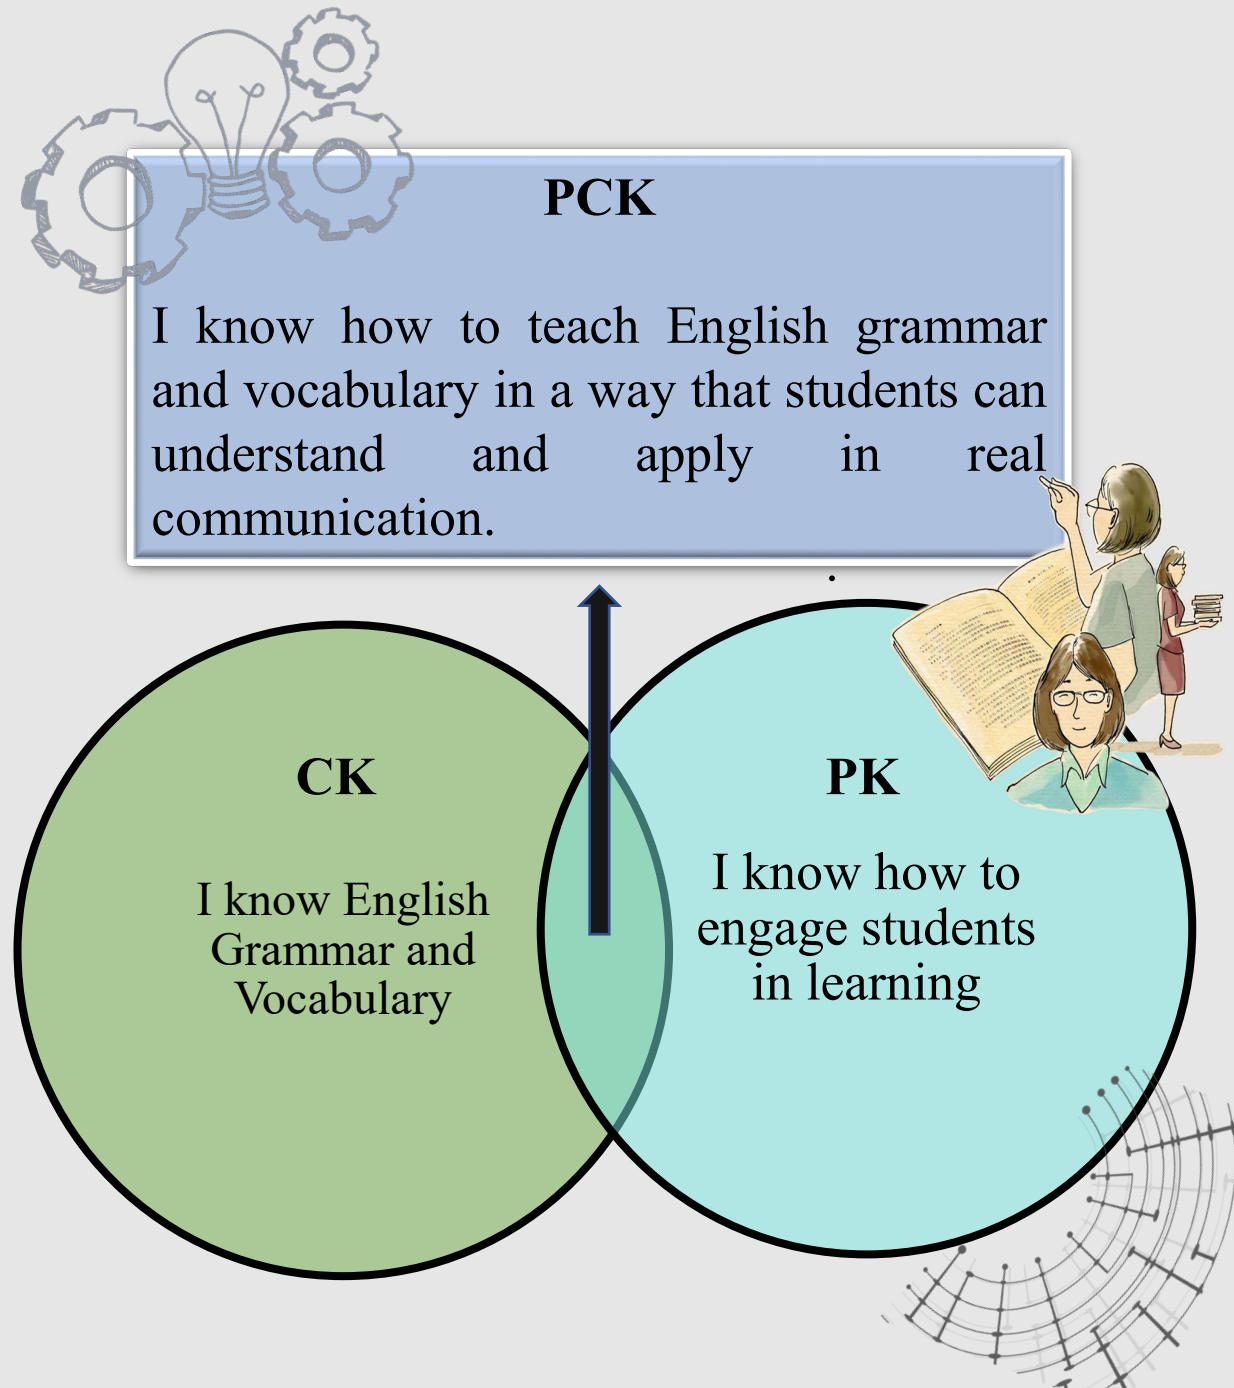 PCK
I know how to teach English grammar
and vocabulary in a way that students can
understand and apply in real
communication.
.
CK
I know English
Grammar and
Vocabulary
PK
I know how to
engage students
in learning